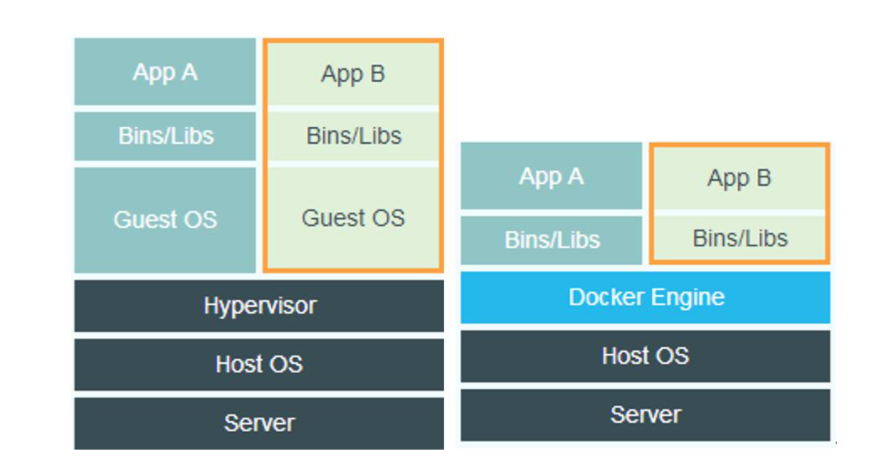 App A
App B
Bins/Libs
Bins/Libs
Guest OS
Guest OS
Hypervisor
Host OS
Server
App A
App B
Bins/Libs
Bins/Libs
Docker Engine
Host OS
Server